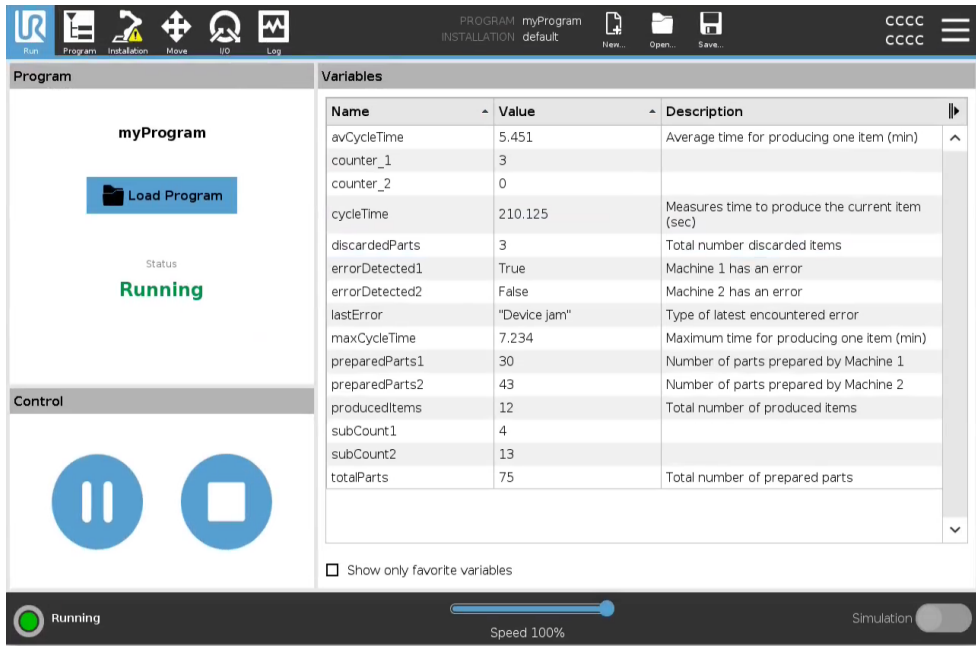 UR
PROGRAM myProgram
INSTALLATION default
CCCC
CCCC
Run Program Installation Move I/O Log New... Open... Save...
Program
myProgram
Load Program
Status
Running
Control
Variables
Name Value Description
avCycleTime 5.451 Average time for producing one item (min)
counter_1 3
counter_2 0
cycleTime 210.125 Measures time to produce the current item
(sec)
discardedParts 3 Total number discarded items
errorDetected1 True Machine 1 has an error
errorDetected2 False Machine 2 has an error
lastError "Device jam" Type of latest encountered error
maxCycleTime 7.234 Maximum time for producing one item (min)
preparedParts1 30 Number of parts prepared by Machine 1
preparedParts2 43 Number of parts prepared by Machine 2
producedItems 12 Total number of produced items
subCount1 4
subCount2 13
totalParts 75 Total number of prepared parts
Show only favorite variables
Running
Speed 100%
Simulation